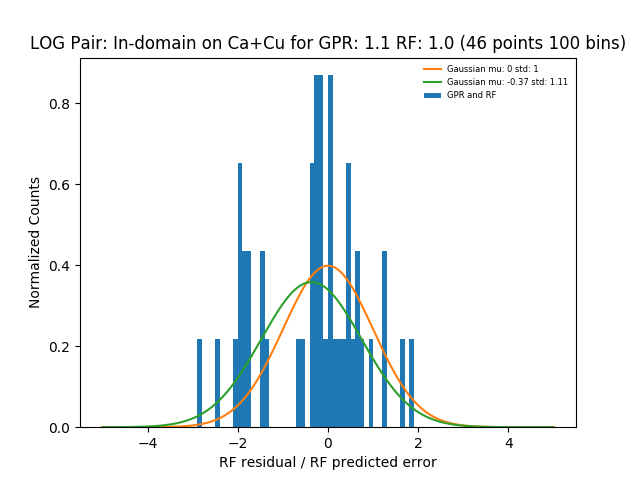 LOG Pair: In-domain on Ca+Cu for GPR: 1.1 RF: 1.0 (46 points 100 bins)
Gaussian mu: 0 std: 1
Gaussian mu: -0.37 std: 1.11
GPR and RF
Normalized Counts
0.8
0.6
0.4
0.2
0.0
−4
−2
0
2
4
RF residual / RF predicted error